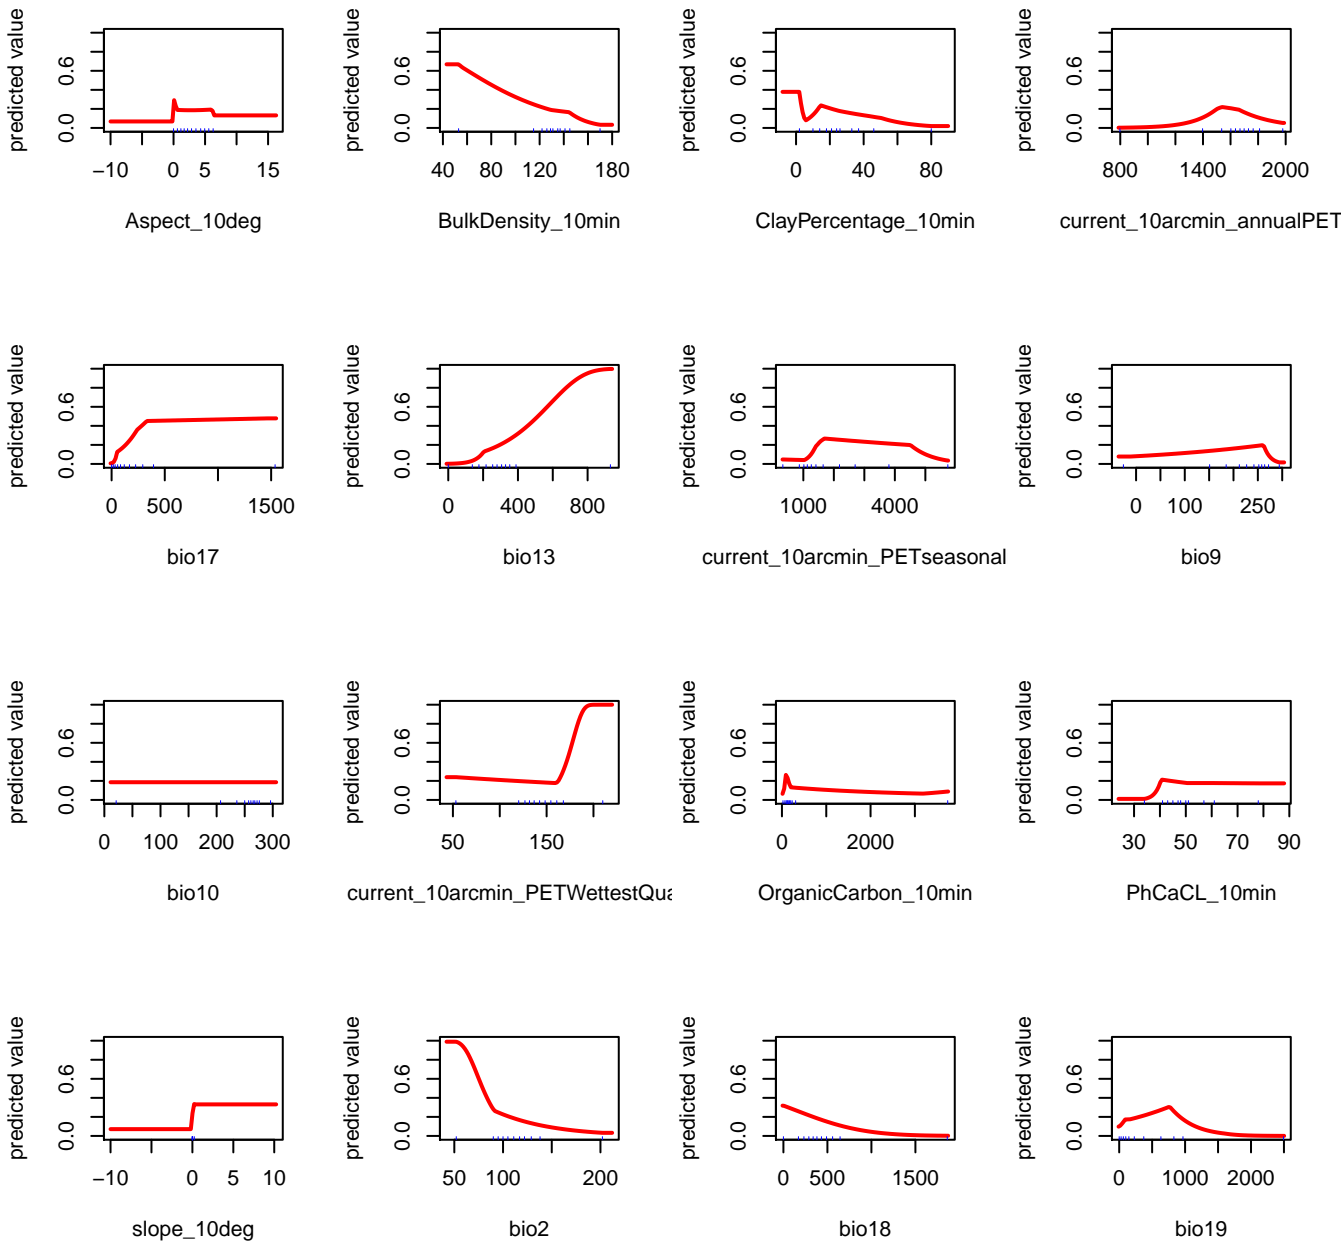 predicted value
0.0 0.6
−10 0 5 15
Aspect_10deg
predicted value
0.0 0.6
40 80 120 180
BulkDensity_10min
predicted value
0.0 0.6
0 40 80
ClayPercentage_10min
predicted value
0.0 0.6
800 1400 2000
current_10arcmin_annualPET
predicted value
0.0 0.6
0 500 1500
bio17
predicted value
0.0 0.6
0 400 800
bio13
predicted value
0.0 0.6
1000 4000
current_10arcmin_PETseasonal
predicted value
0.0 0.6
0 100 250
bio9
predicted value
0.0 0.6
0 100 200 300
bio10
predicted value
0.0 0.6
50 150
current_10arcmin_PETWettestQua
predicted value
0.0 0.6
0 2000
OrganicCarbon_10min
predicted value
0.0 0.6
30 50 70 90
PhCaCL_10min
predicted value
0.0 0.6
−10 0 5 10
slope_10deg
predicted value
0.0 0.6
50 100 200
bio2
predicted value
0.0 0.6
0 500 1500
bio18
predicted value
0.0 0.6
0 1000 2000
bio19